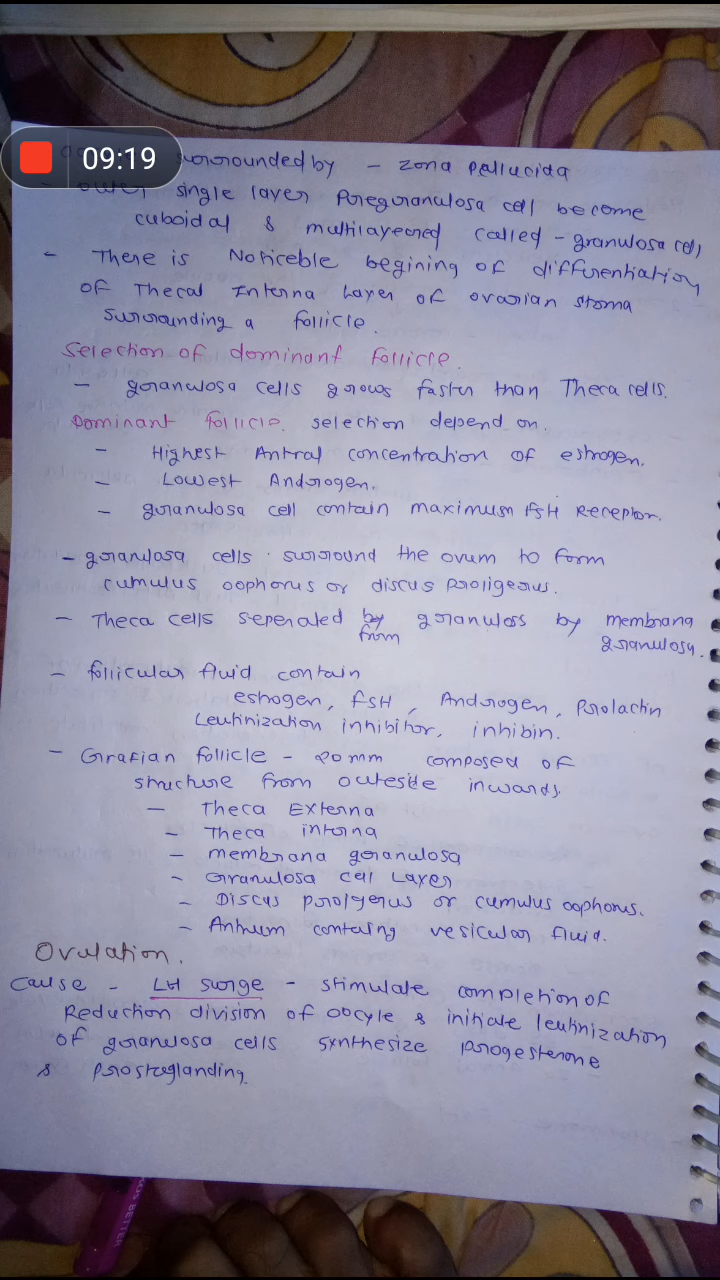 09:19
surrounded by - zona pellucida
- outer single layer Pregranulosa cell become
cuboidal & multilayered called - granulosa cell
- There is Noticeble begining of differentiation
of Thecal Interna Layer of ovarian stoma
Surrounding a follicle.
Selection of dominant follicle.
- granulosa cells grows faster than Theca cells.
Dominant follicle. selection depend on.
- Highest Antral concentration of estrogen.
- Lowest Androgen.
- granulosa cell contain maximum FSH Receptor.
- granulosa cells surround the ovum to form
cumulus oophorus or discus proligerus.
- Theca cells seperated by granulosa by membrana
from granulosa.
- follicular fluid contain
estrogen, FSH, Androgen, Prolactin
Leutinization inhibitor, inhibin.
- Grafian follicle - 20mm composed of
structure from outeside inwards
- Theca Externa
- Theca interna
- membrana granulosa
- Granulosa cell Layer
- Discus prolgerus or cumulus oophorus.
- Antrum containg vesicular fluid.
Ovulation.
Cause - LH surge - stimulate completion of
Reduction division of oocyte & initiate leutinization
of granulosa cells synthesize progesterone
& prostaglanding.